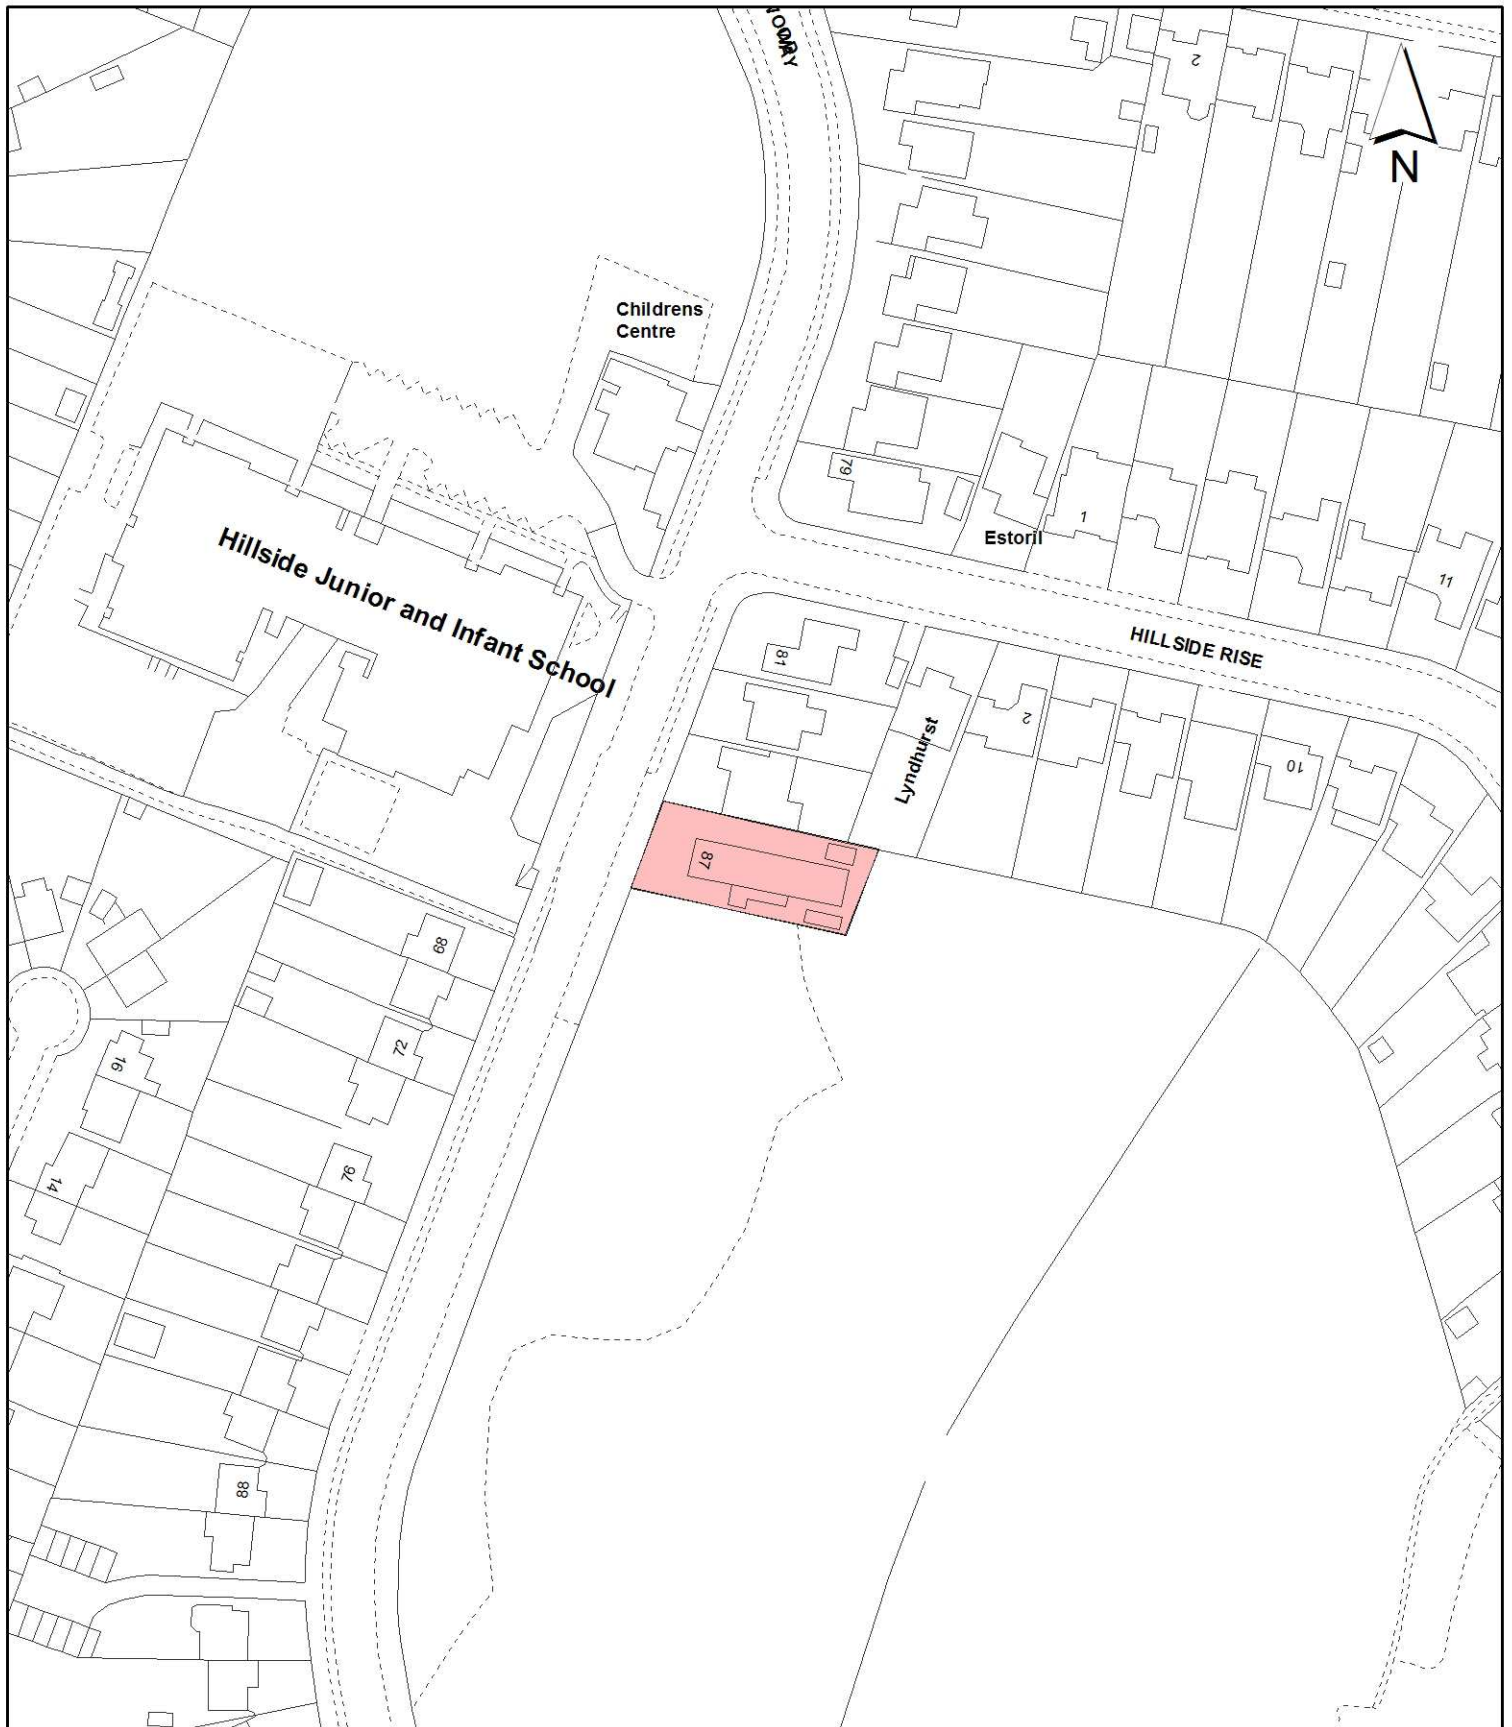 2
N
Childrens
Centre
79
1
Estoril
11
Hillside Junior and Infant School
HILLSIDE RISE
81
2
Lyndhurst
10
87
68
72
16
76
14
88